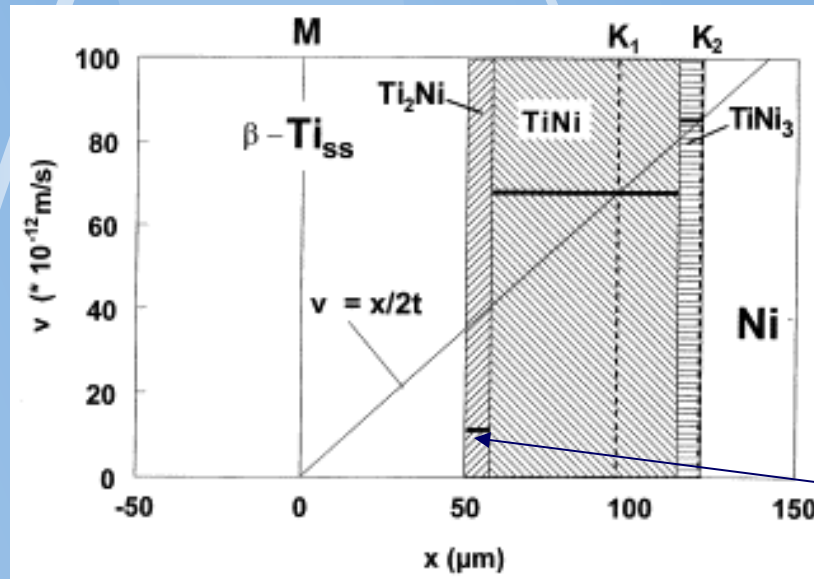 M K₁ K₂
100
Ti₂Ni
TiNi
TiNi₃
β – Tiss
80
60
v (* 10⁻¹²m/s)
40
v = x/2t
Ni
20
0
-50 0 50 100 150
x (µm)